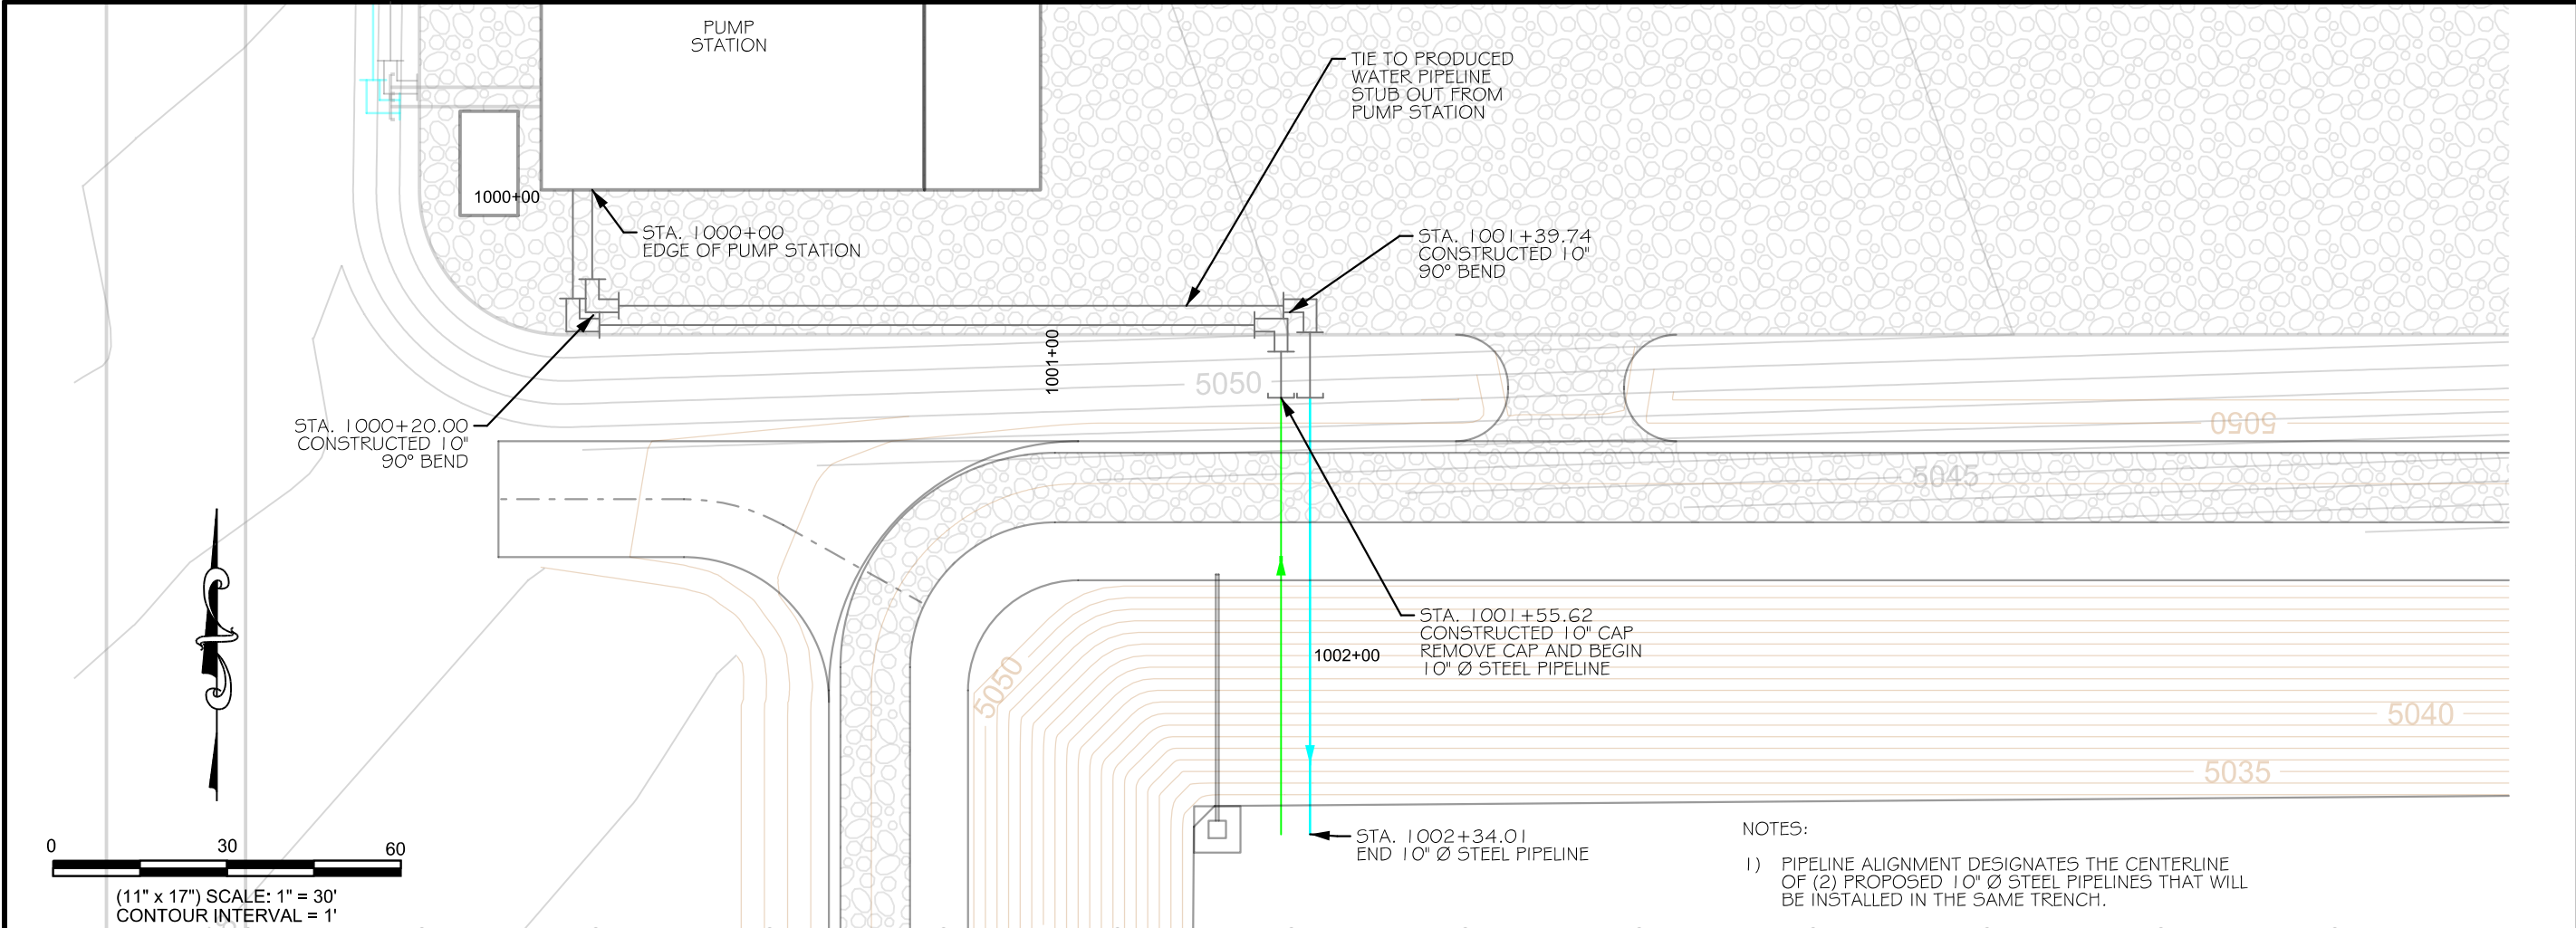 PUMP
STATION
TIE TO PRODUCED
WATER PIPELINE
STUB OUT FROM
PUMP STATION
1000+00
STA. 1000+00
EDGE OF PUMP STATION
STA. 1001+39.74
CONSTRUCTED 10"
90° BEND
1001+00
5050
STA. 1000+20.00
CONSTRUCTED 10"
90° BEND
5050
5045
STA. 1001+55.62
CONSTRUCTED 10" CAP
REMOVE CAP AND BEGIN
10" Ø STEEL PIPELINE
1002+00
5050
5040
5035
STA. 1002+34.01
END 10" Ø STEEL PIPELINE
0 30 60
(11" x 17") SCALE: 1" = 30'
CONTOUR INTERVAL = 1'
NOTES:
1) PIPELINE ALIGNMENT DESIGNATES THE CENTERLINE
OF (2) PROPOSED 10" Ø STEEL PIPELINES THAT WILL
BE INSTALLED IN THE SAME TRENCH.